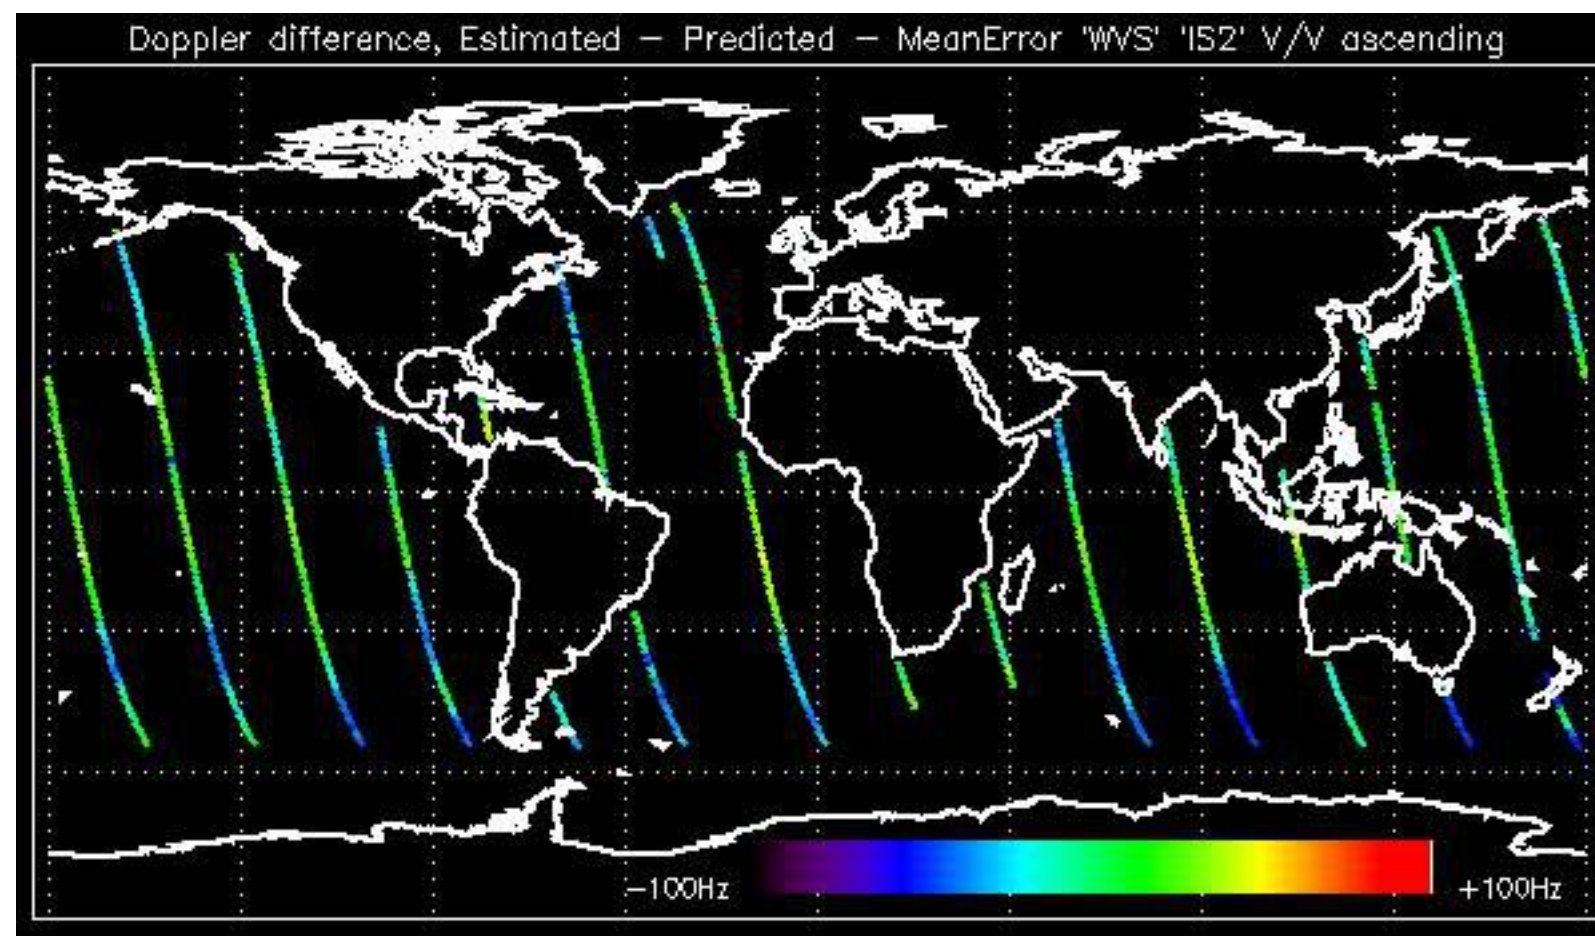 Doppler difference, Estimated – Predicted – MeanError 'WVS' 'IS2' V/V ascending
−100Hz
+100Hz